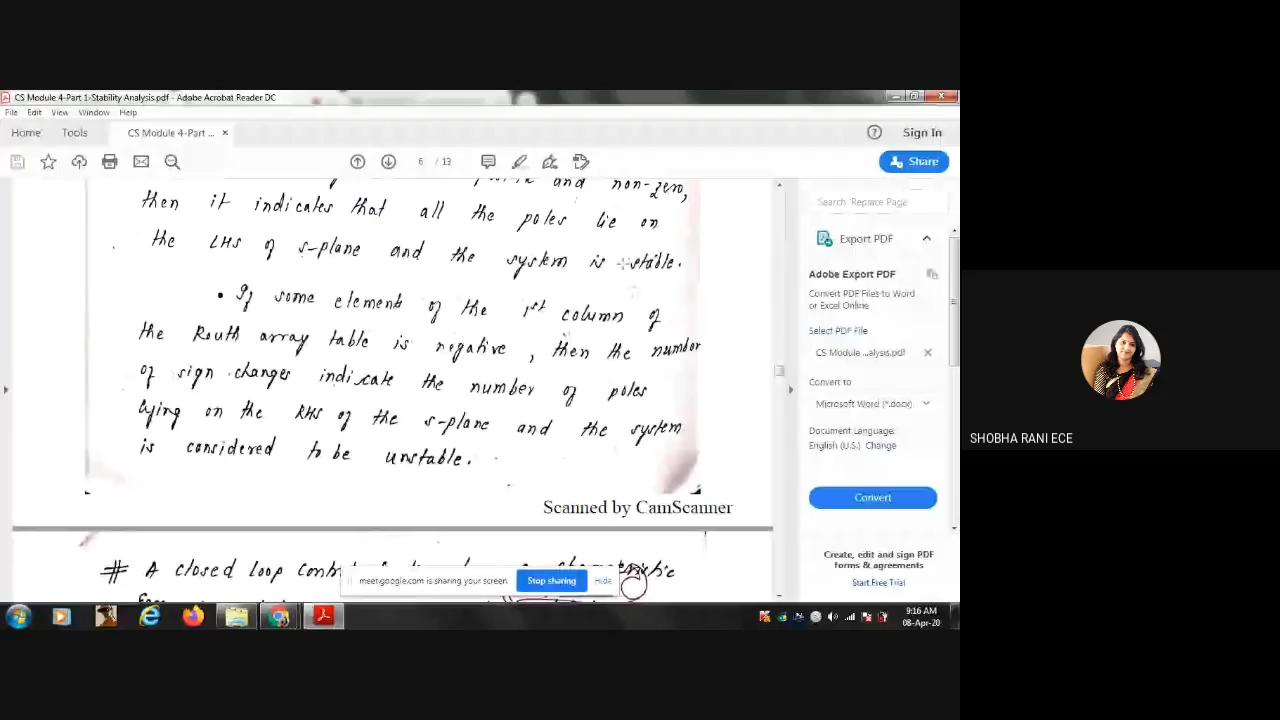 CS Module 4-Part 1-Stability Analysis.pdf - Adobe Acrobat Reader DC
File Edit View Window Help
Home Tools CS Module 4-Part ... × Sign In
6 / 13 Share
and non-zero,
then it indicates that all the poles lie on
the LHS of s-plane and the system is stable.
• If some element of the 1st column of
the Routh array table is negative, then the number
of sign changes indicate the number of poles
lying on the RHS of the s-plane and the system
is considered to be unstable.
Scanned by CamScanner
# A closed loop
meet.google.com is sharing your screen. Stop sharing Hide
Search 'Replace Page'
Export PDF
Adobe Export PDF
Convert PDF Files to Word
or Excel Online
Select PDF File
CS Module ...alysis.pdf ×
Convert to
Microsoft Word (*.docx)
Document Language:
English (U.S.) Change
Convert
Create, edit and sign PDF
forms & agreements
Start Free Trial
9:16 AM
08-Apr-20
SHOBHA RANI ECE